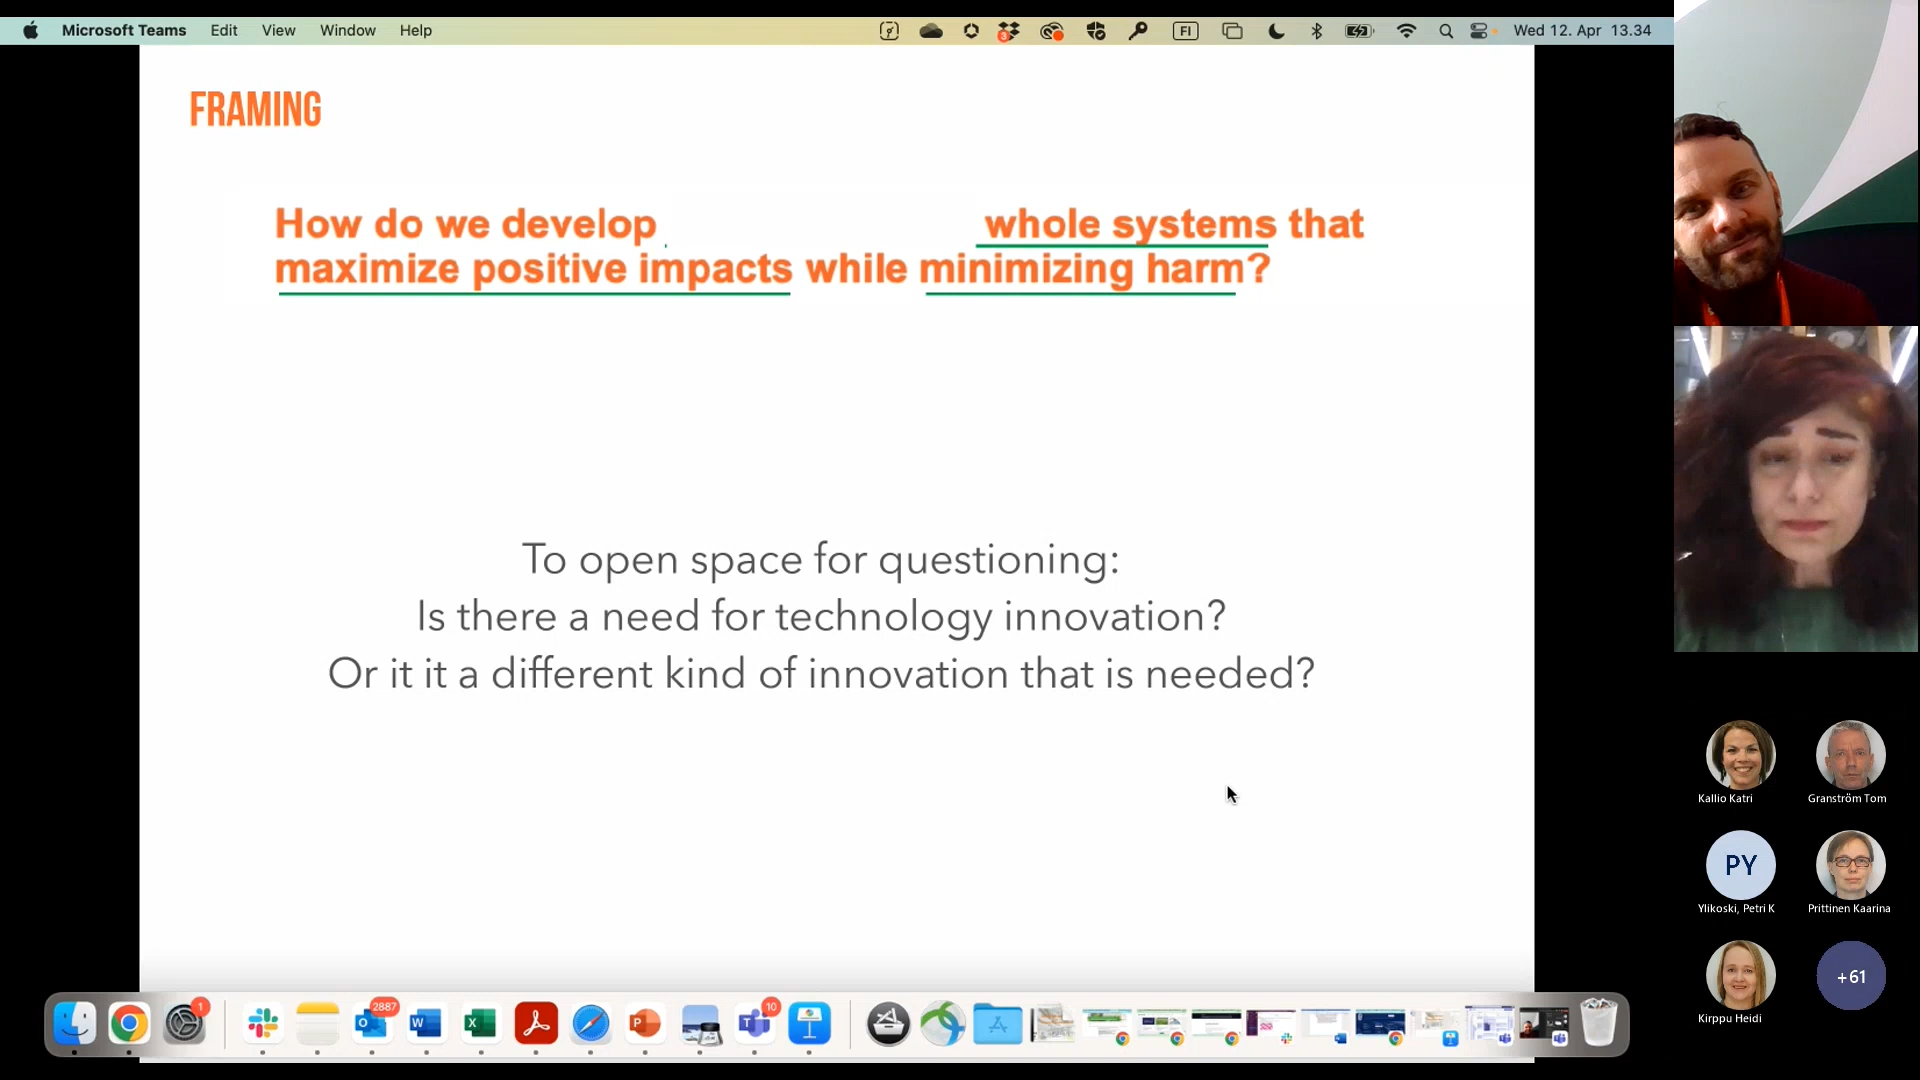 Microsoft Teams Edit View Window Help 3 FI Wed 12. Apr 13.34
FRAMING
How do we develop whole systems that
maximize positive impacts while minimizing harm?
To open space for questioning:
Is there a need for technology innovation?
Or it it a different kind of innovation that is needed?
Kallio Katri Granström Tom
PY
Ylikoski, Petri K Prittinen Kaarina
+61
Kirppu Heidi
1 2887 10